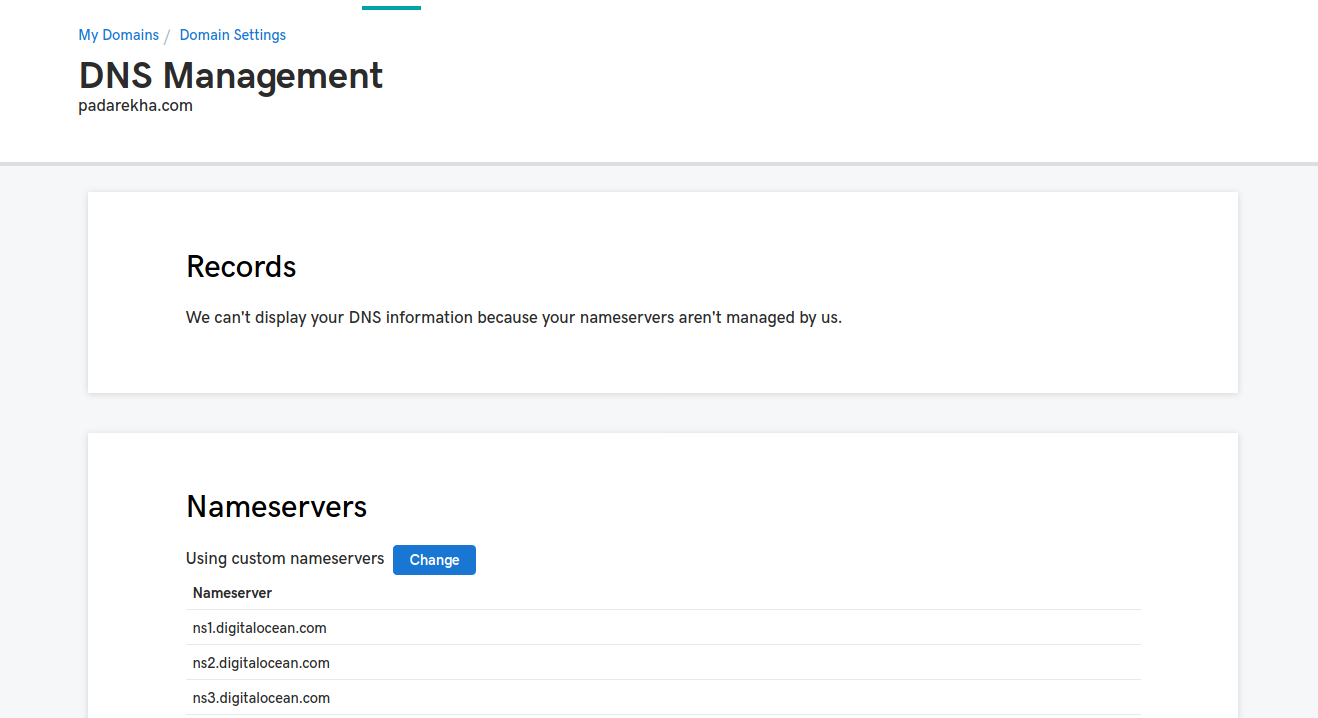 My Domains / Domain Settings
DNS Management
padarekha.com
Records
We can't display your DNS information because your nameservers aren't managed by us.
Nameservers
Using custom nameservers Change
Nameserver
ns1.digitalocean.com
ns2.digitalocean.com
ns3.digitalocean.com